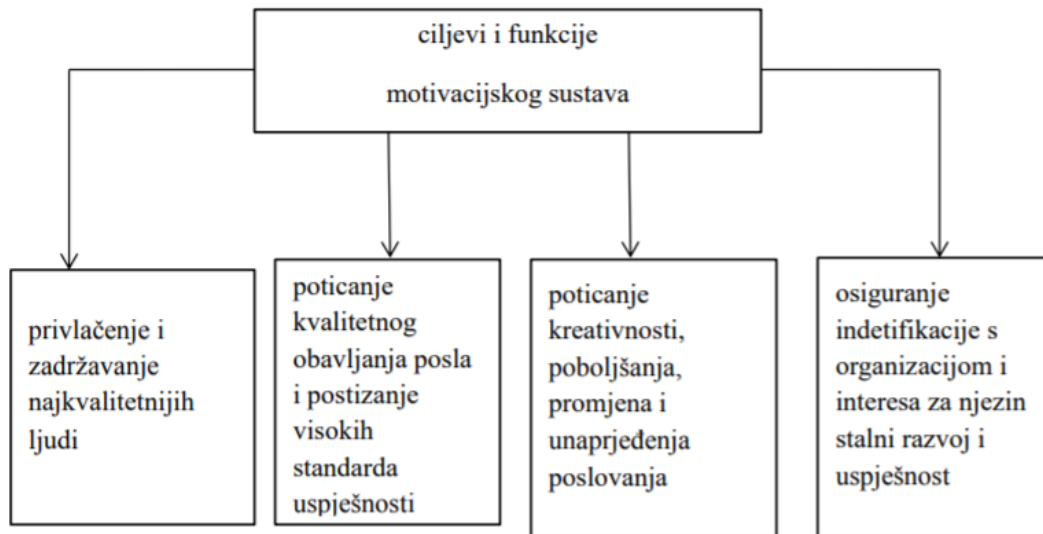 ciljevi i funkcije
motivacijskog sustava
privlačenje i
zadržavanje
najkvalitetnijih
ljudi
poticanje
kvalitetnog
obavljanja posla
i postizanje
visokih
standarda
uspješnosti
poticanje
kreativnosti,
poboljšanja,
promjena i
unaprjeđenja
poslovanja
osiguranje
indetifikacije s
organizacijom i
interesa za njezin
stalni razvoj i
uspješnost